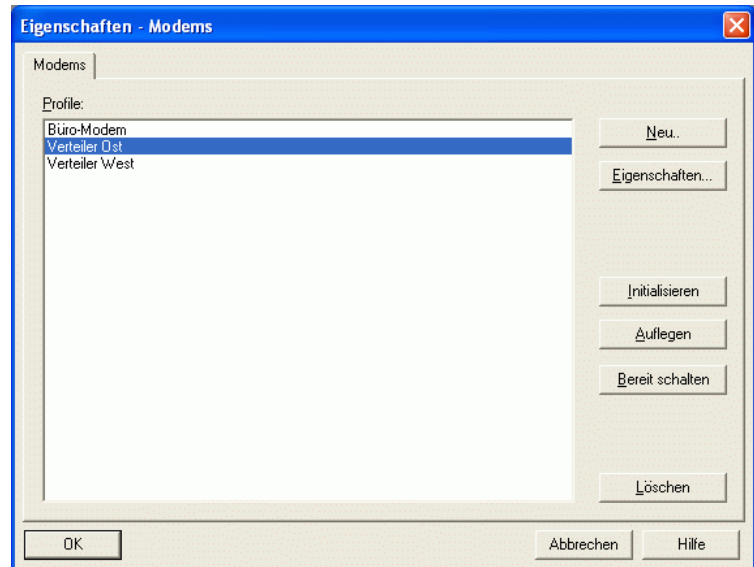 Eigenschaften - Modems
Modems
Profile:
Büro-Modem
Verteiler Ost
Verteiler West
Neu..
Eigenschaften...
Initialisieren
Auflegen
Bereit schalten
Löschen
OK
Abbrechen
Hilfe